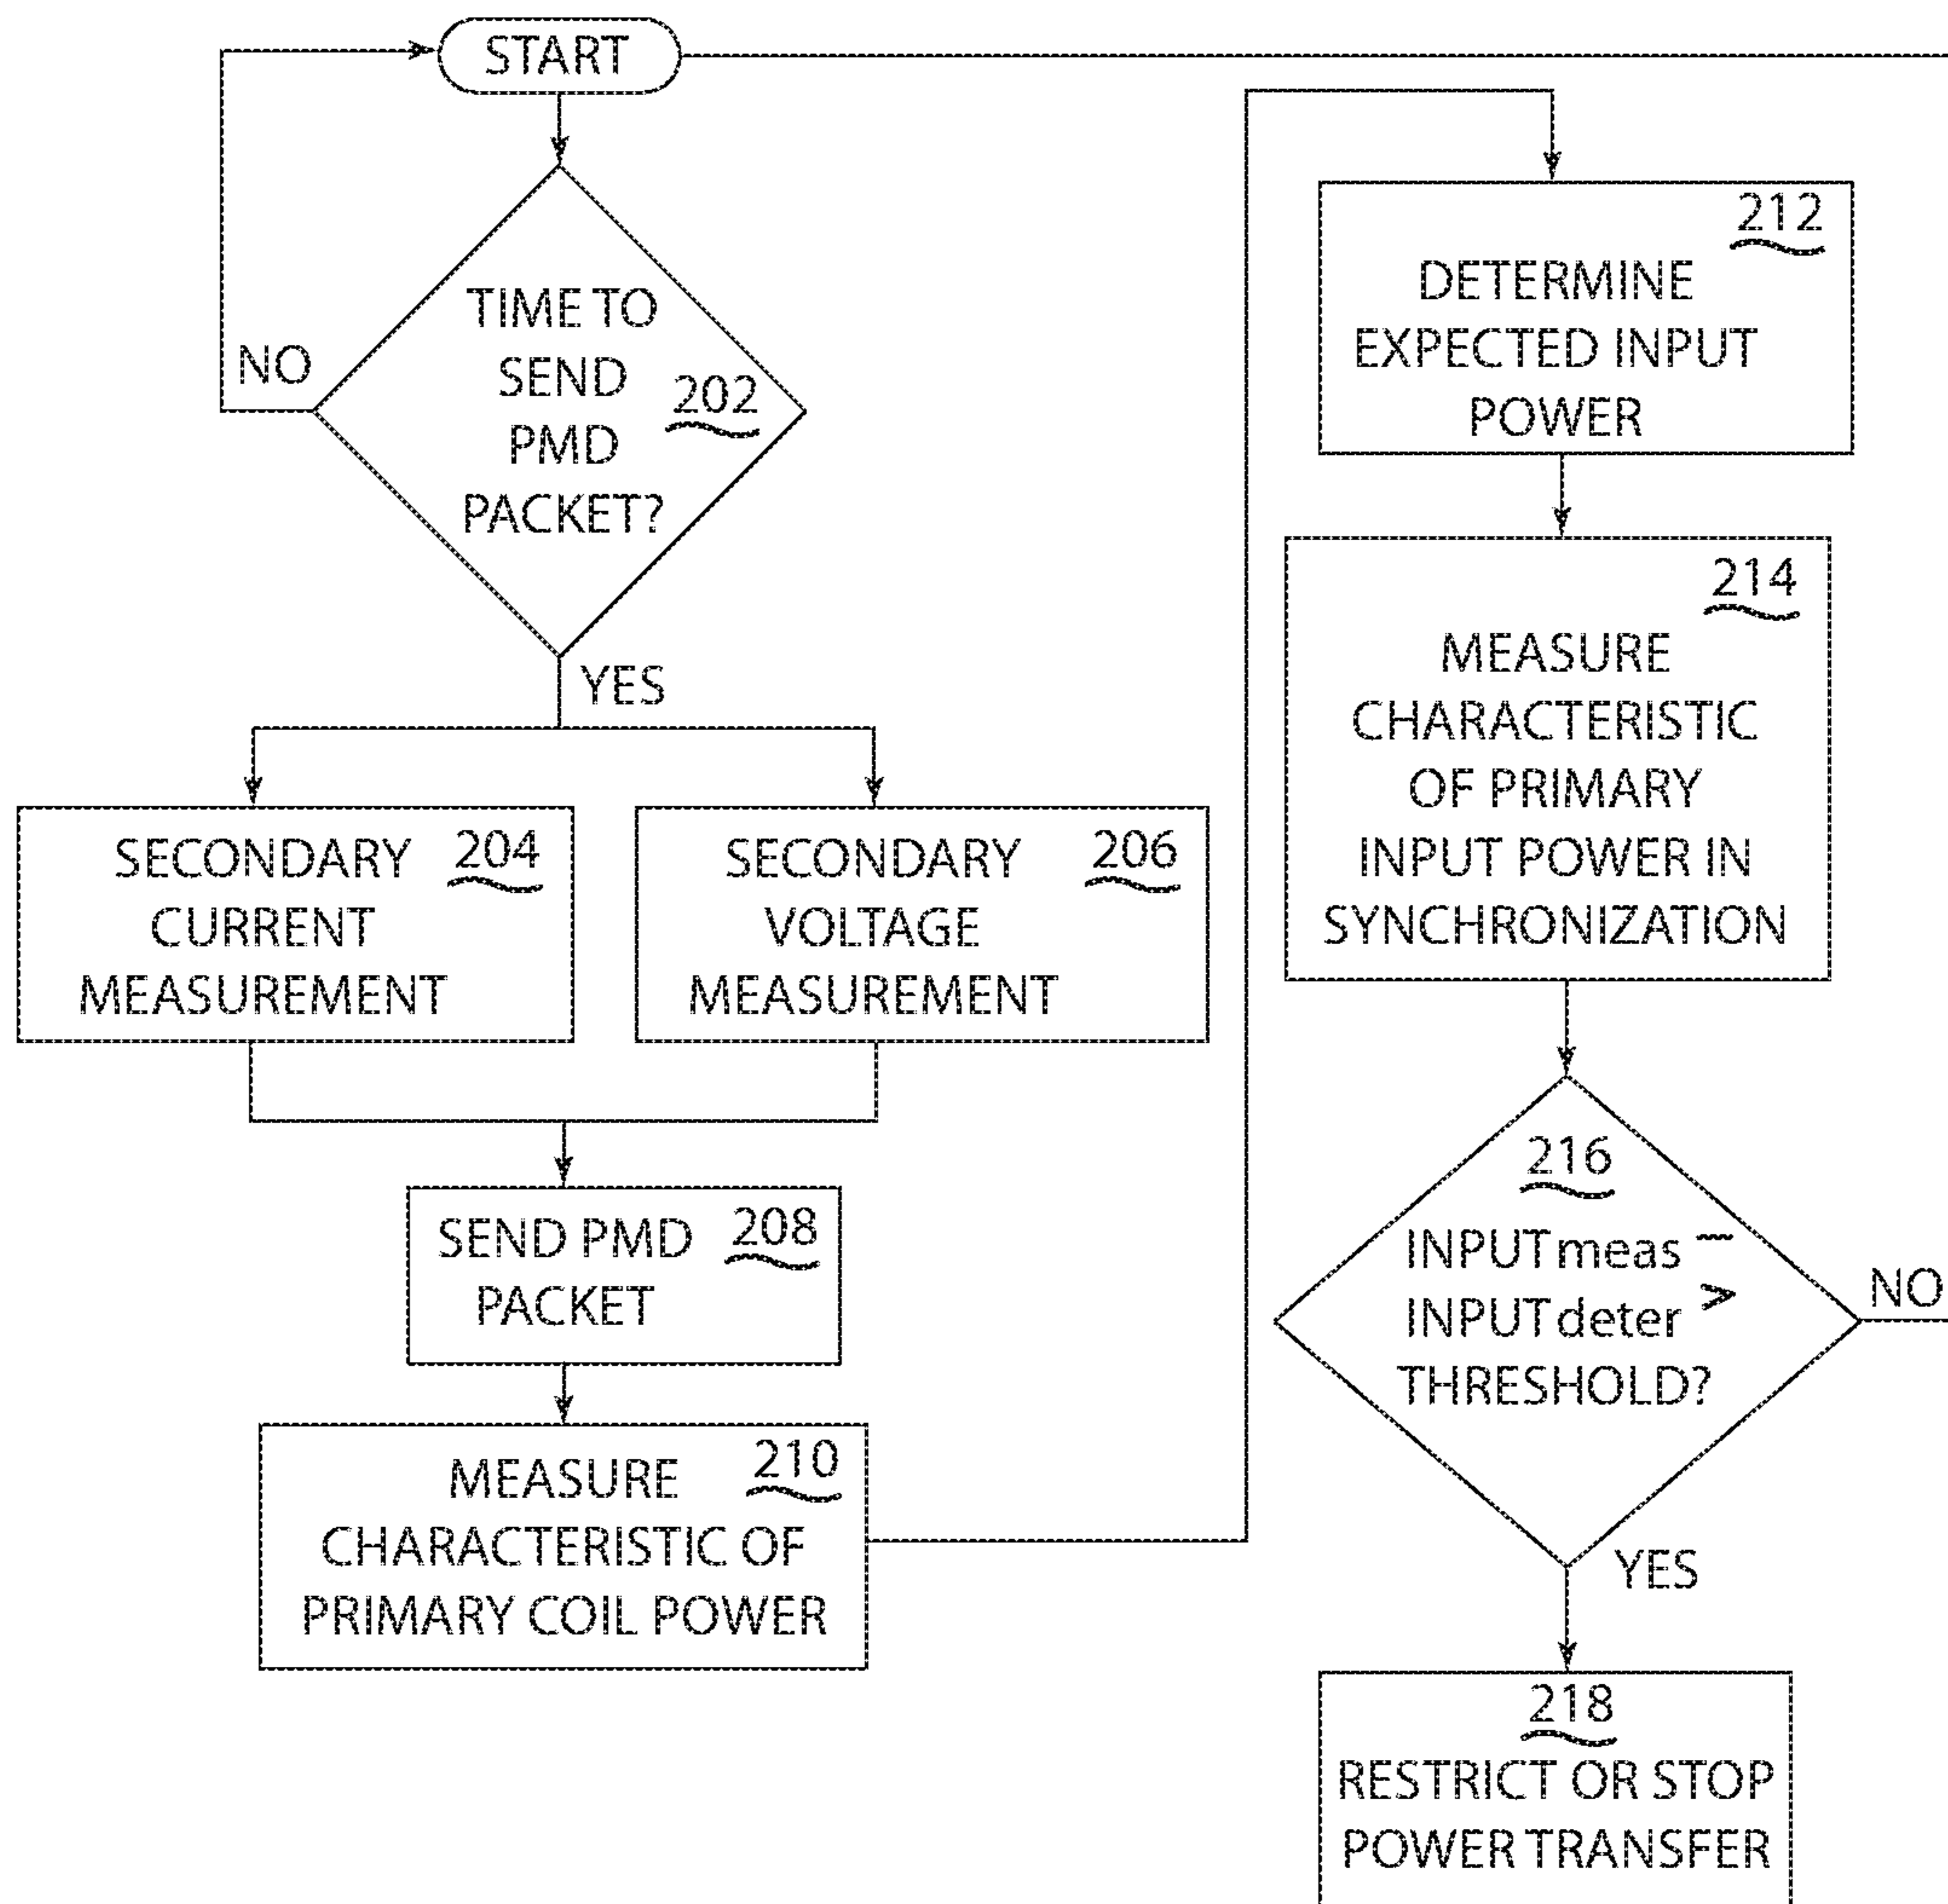 START
TIME TO
SEND
PMD
PACKET?
202
NO
YES
SECONDARY
CURRENT
MEASUREMENT
204
SECONDARY
VOLTAGE
MEASUREMENT
206
SEND PMD
PACKET
208
210
MEASURE
CHARACTERISTIC OF
PRIMARY COIL POWER
212
DETERMINE
EXPECTED INPUT
POWER
214
MEASURE
CHARACTERISTIC
OF PRIMARY
INPUT POWER IN
SYNCHRONIZATION
216
INPUTmeas –
INPUTdeter >
THRESHOLD?
NO
YES
218
RESTRICT OR STOP
POWER TRANSFER